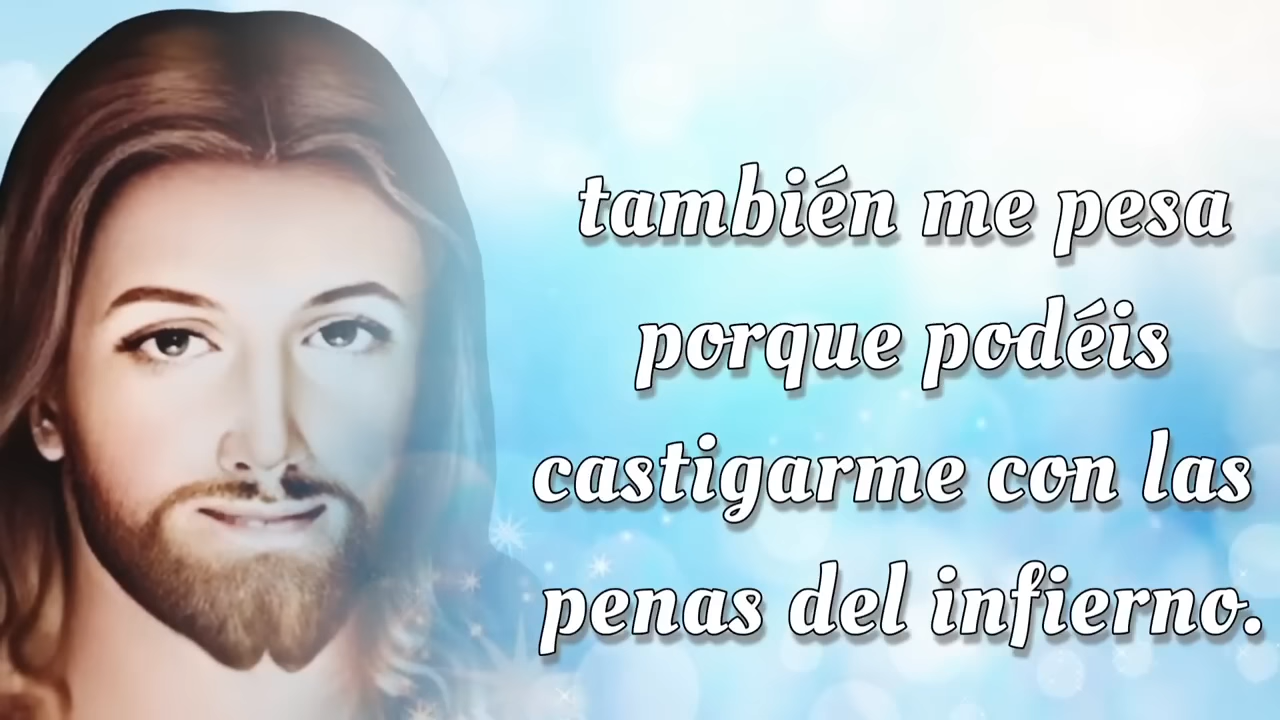 también me pesa
porque podéis
castigarme con las
penas del infierno.